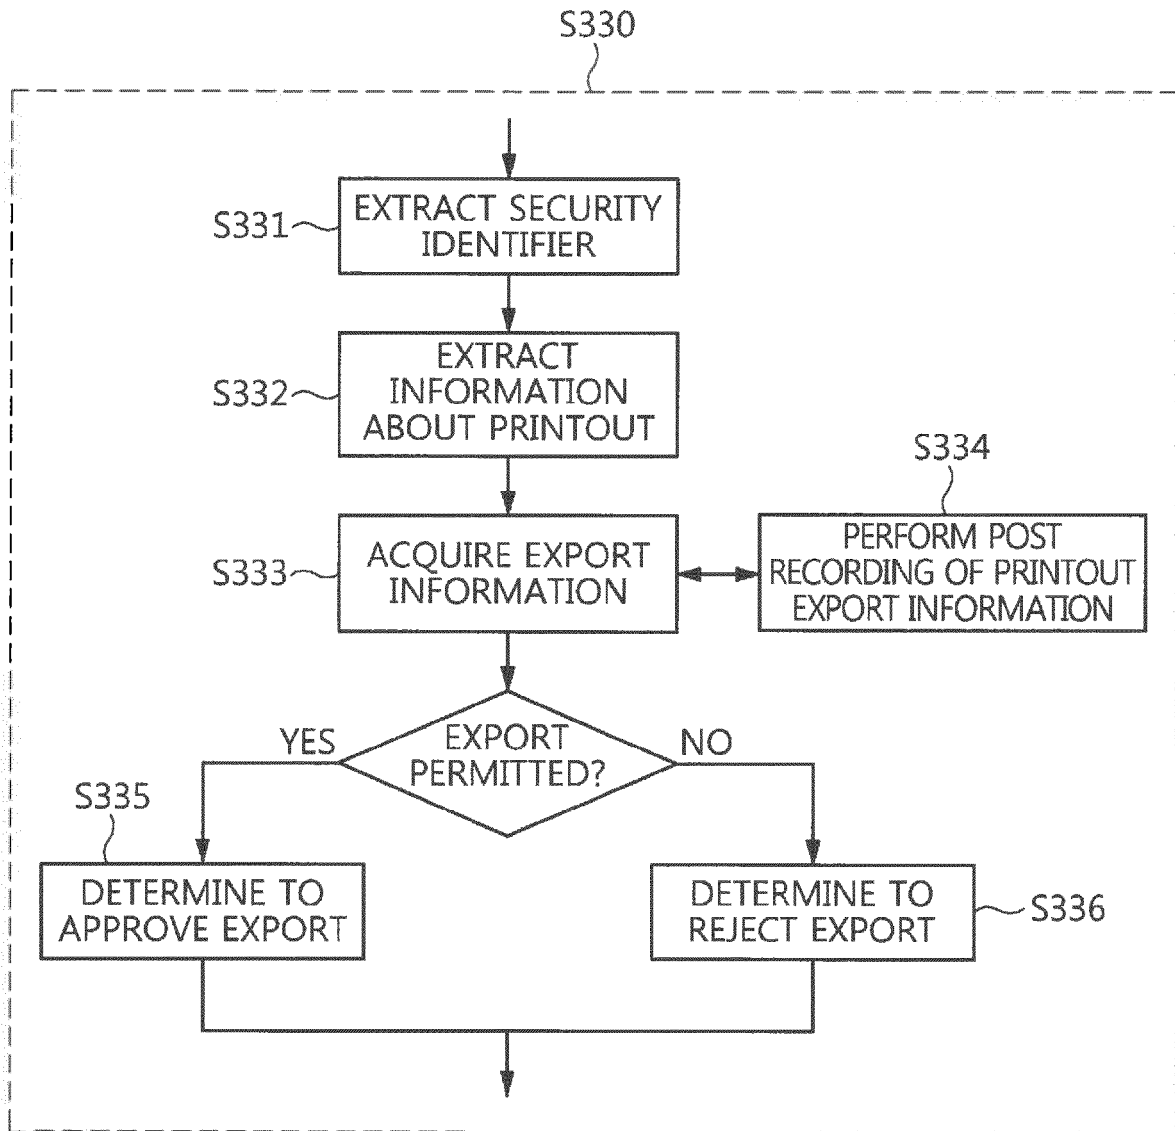 S330
EXTRACT SECURITY
IDENTIFIER
S331
EXTRACT
INFORMATION
ABOUT PRINTOUT
S332
S334
ACQUIRE EXPORT
INFORMATION
S333
PERFORM POST
RECORDING OF PRINTOUT
EXPORT INFORMATION
EXPORT
PERMITTED?
YES
NO
S335
DETERMINE TO
APPROVE EXPORT
DETERMINE TO
REJECT EXPORT
S336